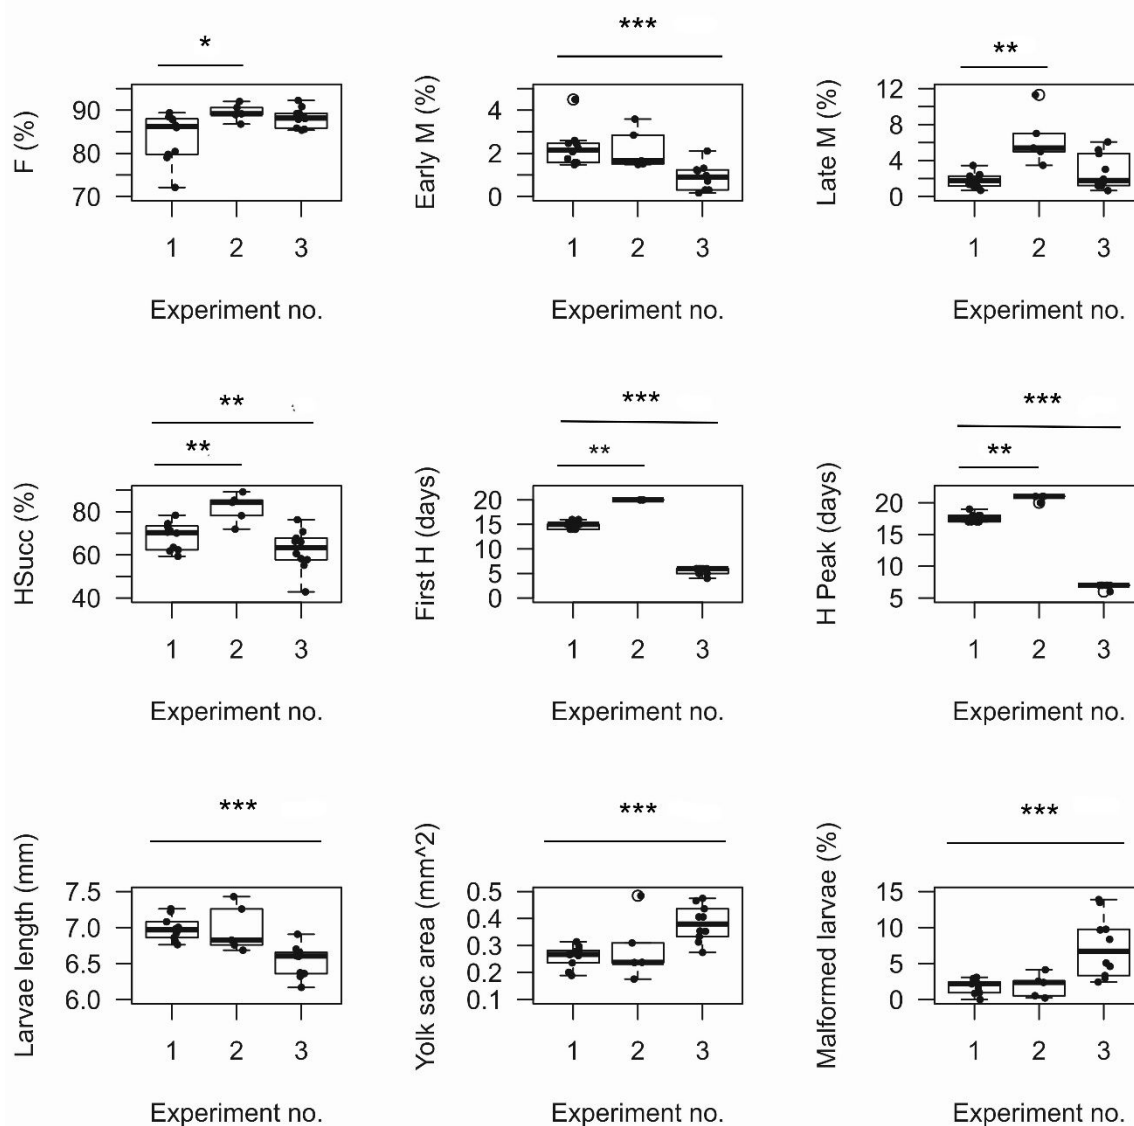 *
F (%)
90
80
70
1 2 3
Experiment no.
***
Early M (%)
4
2
0
1 2 3
Experiment no.
**
Late M (%)
12
8
4
0
1 2 3
Experiment no.
**
**
HSucc (%)
80
60
40
1 2 3
Experiment no.
***
**
First H (days)
20
15
10
5
0
1 2 3
Experiment no.
***
**
H Peak (days)
20
15
10
5
1 2 3
Experiment no.
***
Larvae length (mm)
7.5
7.0
6.5
6.0
1 2 3
Experiment no.
***
Yolk sac area (mm^2)
0.5
0.4
0.3
0.2
0.1
1 2 3
Experiment no.
***
Malformed larvae (%)
15
10
5
0
1 2 3
Experiment no.